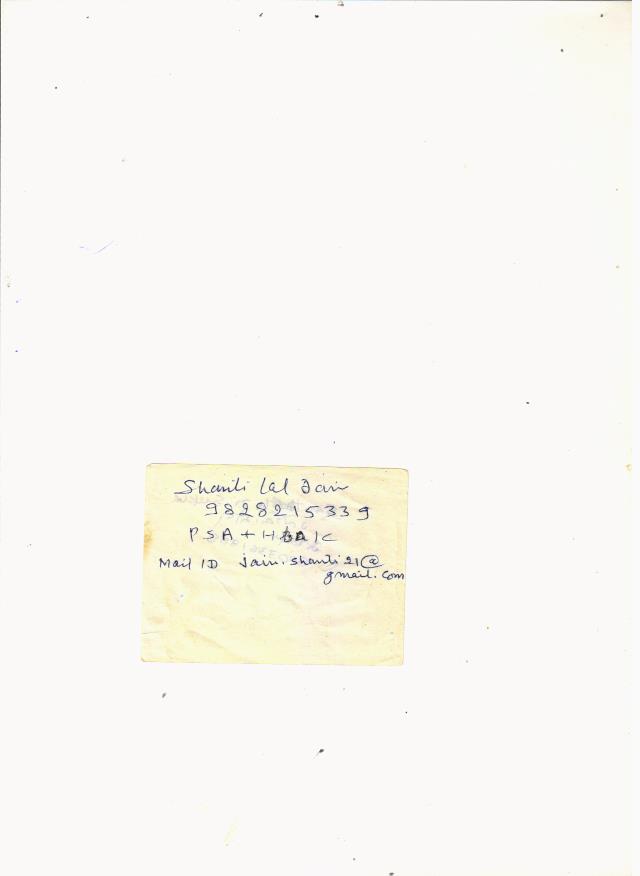 Shanti Lal Jain
9828215339
PSA + HbA1C
Mail ID jain.shanti21@
gmail.com